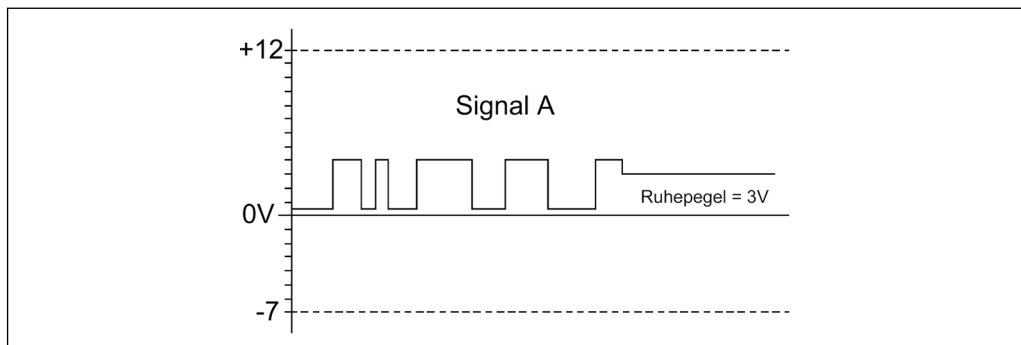 +12
Signal A
Ruhepegel = 3V
0V
-7